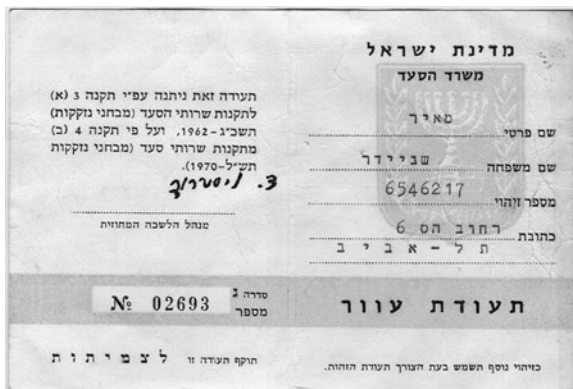 מדינת ישראל
משרד הסעד
מאיר
שם פרטי
שניידר
שם משפחה
6546217
מספר זיהוי
רחוב הס 6
כתובת
תל-אביב
תעודת עוור
כזיהוי נוסף תשמש בעת הצורך תעודת הזהות.
תעודה זאת ניתנה עפ"י תקנה 3 (א)
לתקנות שרותי הסעד (מבחני נזקקות)
תשכ"ג-1962, ועל פי תקנה 4 (ב)
מתקנות שרותי סעד (מבחני נזקקות
תש"ל-1970).
מנהל הלשכה המחוזית
סדרה ג
מספר
№ 02693
תוקף תעודה זו לצמיתות